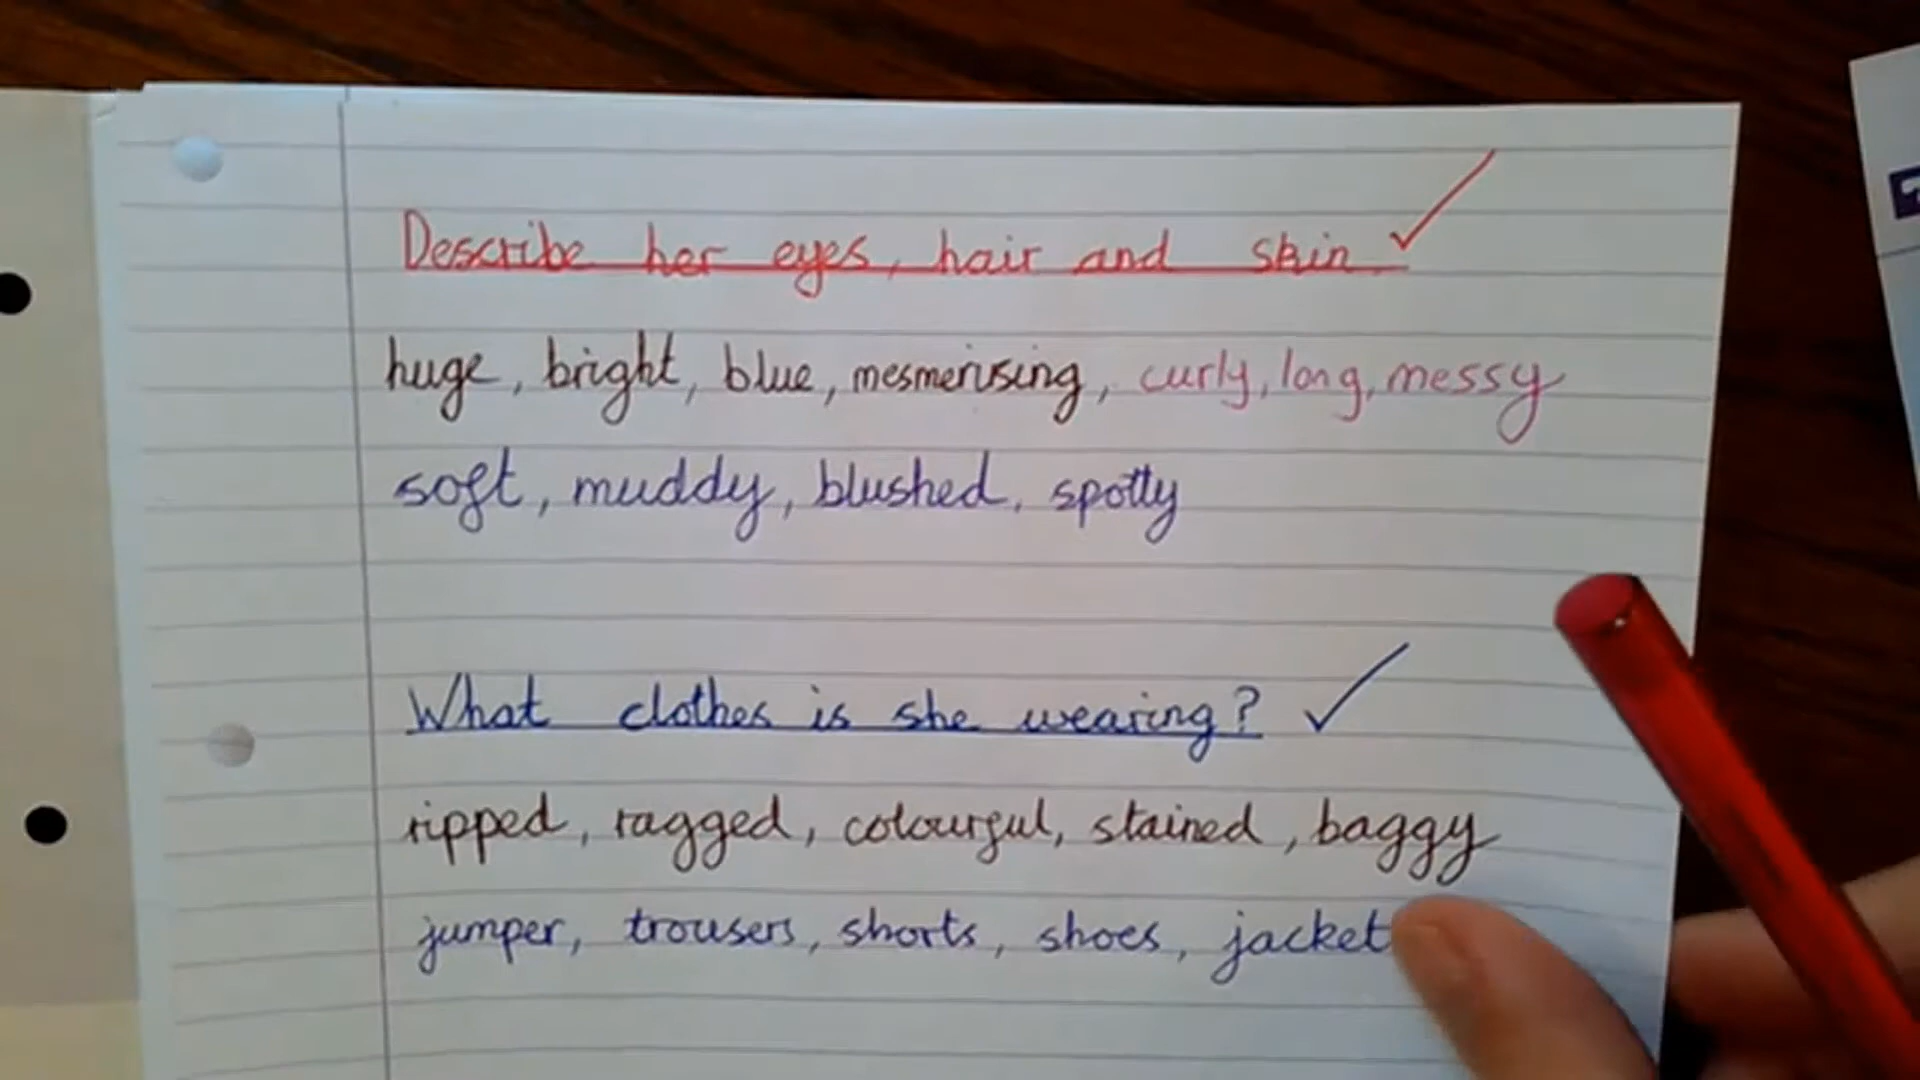 Describe her eyes, hair and skin.
huge, bright, blue, mesmerising, curly, long, messy
soft, muddy, blushed, spotty
What clothes is she wearing?
ripped, ragged, colourful, stained, baggy
jumper, trousers, shorts, shoes, jacket